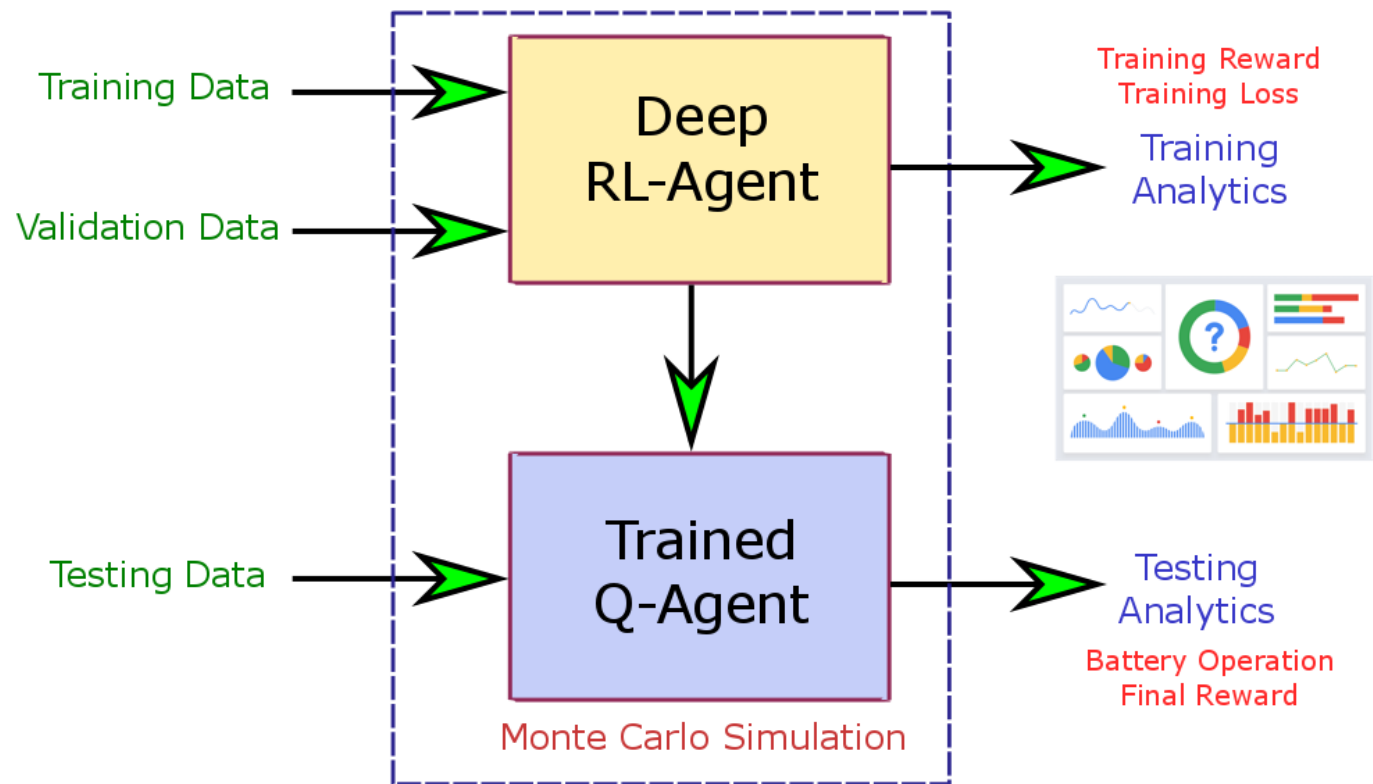 Training Data
Validation Data
Testing Data
Deep
RL-Agent
Trained
Q-Agent
Monte Carlo Simulation
Training Reward
Training Loss
Training
Analytics
?
Testing
Analytics
Battery Operation
Final Reward